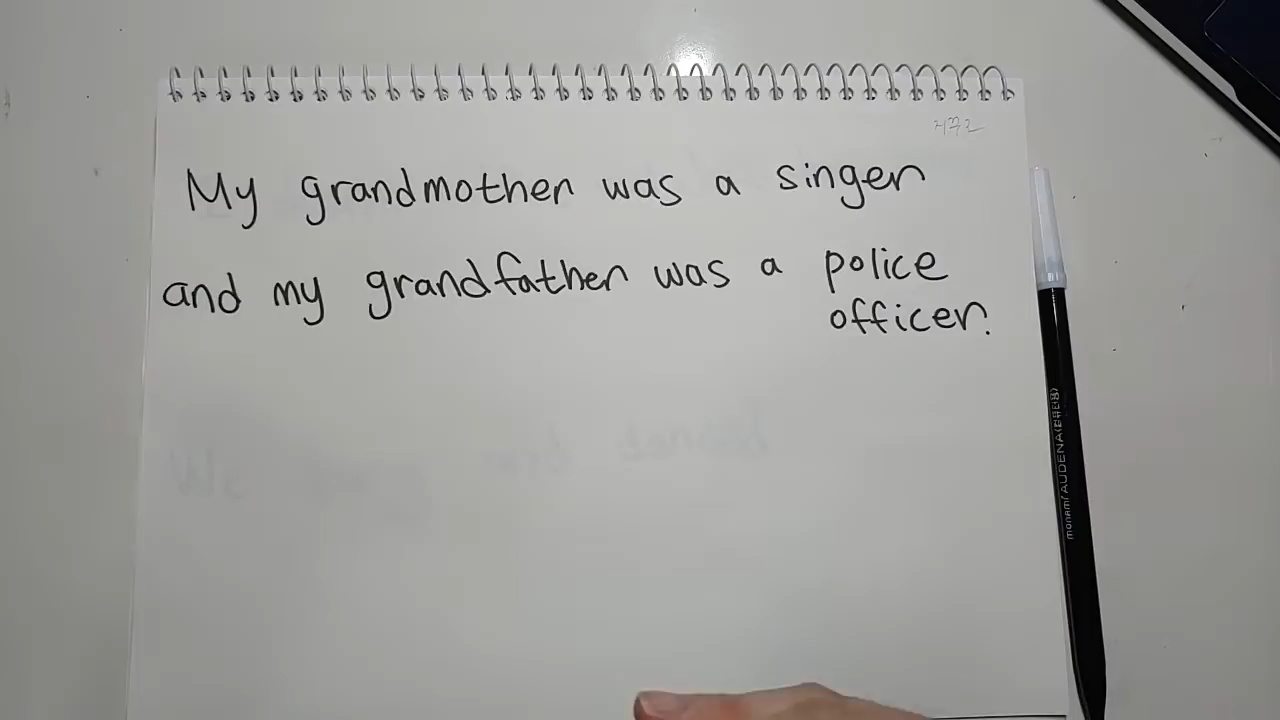 My grandmother was a singer
and my grandfather was a police
officer.
monami AUDENA